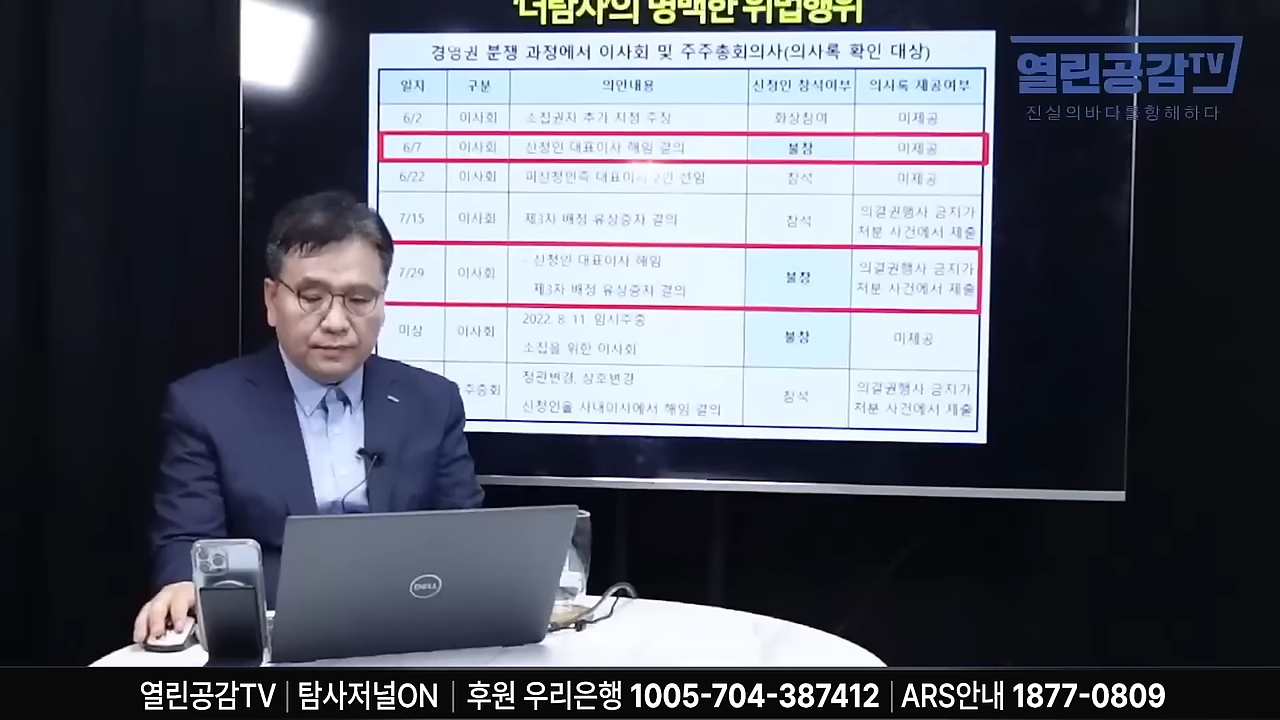 '더탐사'의 명백한 위법행위
경영권 분쟁 과정에서 이사회 및 주주총회의사(의사록 확인 대상)
일자 구분 의안내용 신청인 참석여부 의사록 제공여부
6/2 이사회 소집권자 추가 지정 주장 화상참여 미제공
6/7 이사회 신청인 대표이사 해임 결의 불참 미제공
6/22 이사회 피신청인측 대표이사 2인 선임 참석 미제공
7/15 이사회 제3자 배정 유상증자 결의 참석 의결권행사 금지가
처분 사건에서 제출
7/29 이사회 - 신청인 대표이사 해임 불참 의결권행사 금지가
제3자 배정 유상증자 결의 처분 사건에서 제출
미상 이사회 2022. 8. 11. 임시주총 불참 미제공
소집을 위한 이사회
주총회 정관변경, 상호변경 참석 의결권행사 금지가
신청인을 사내이사에서 해임 결의 처분 사건에서 제출
열린공감TV
진실의바다를항해하다
DELL
열린공감TV | 탐사저널ON | 후원 우리은행 1005-704-387412 | ARS안내 1877-0809